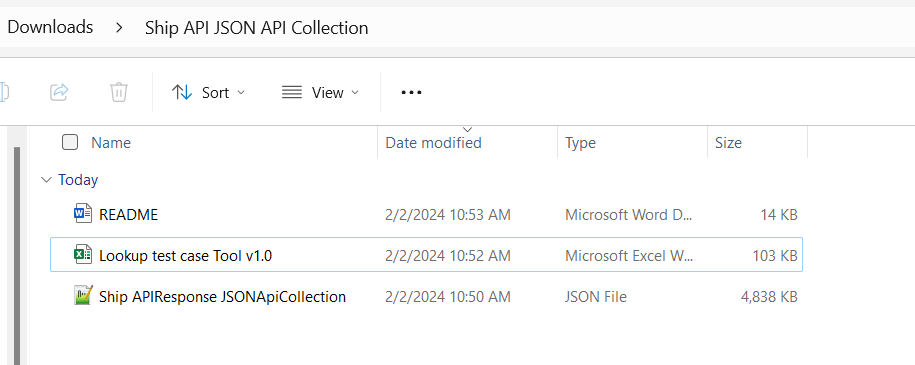 Downloads > Ship API JSON API Collection
Sort View ...
Name Date modified Type Size
Today
README 2/2/2024 10:53 AM Microsoft Word D... 14 KB
Lookup test case Tool v1.0 2/2/2024 10:52 AM Microsoft Excel W... 103 KB
Ship APIResponse JSONApiCollection 2/2/2024 10:50 AM JSON File 4,838 KB